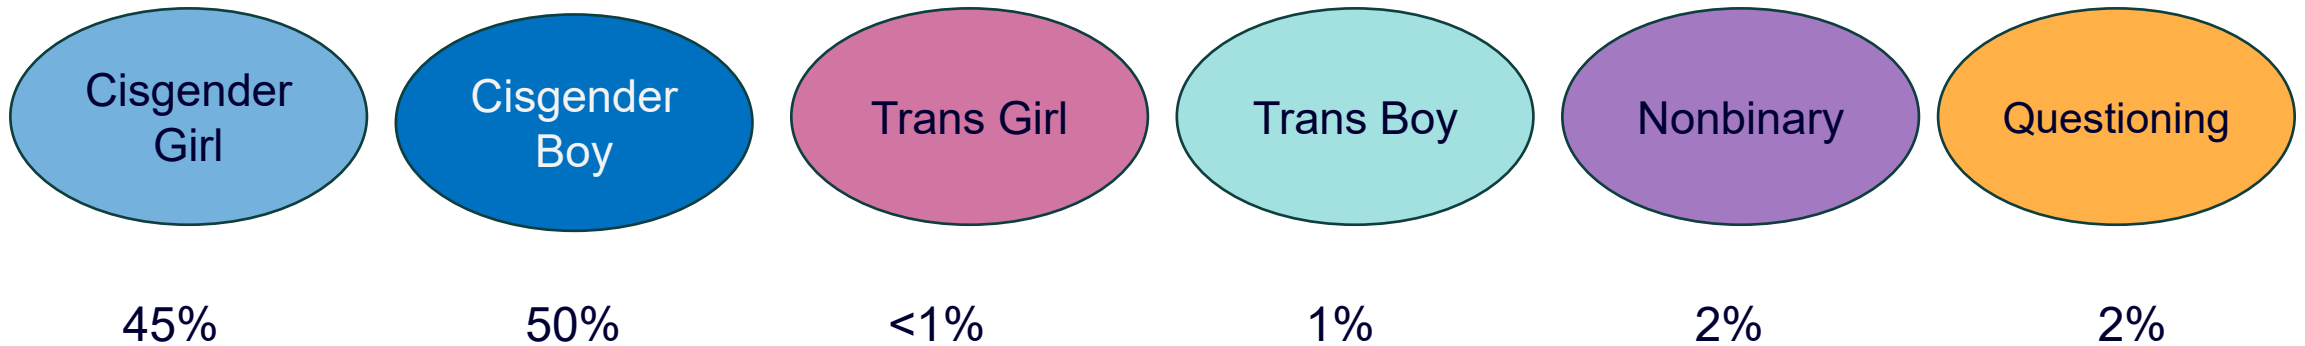 Cisgender
Girl
Cisgender
Boy
Trans Girl
Trans Boy
Nonbinary
Questioning
45%
50%
<1%
1%
2%
2%